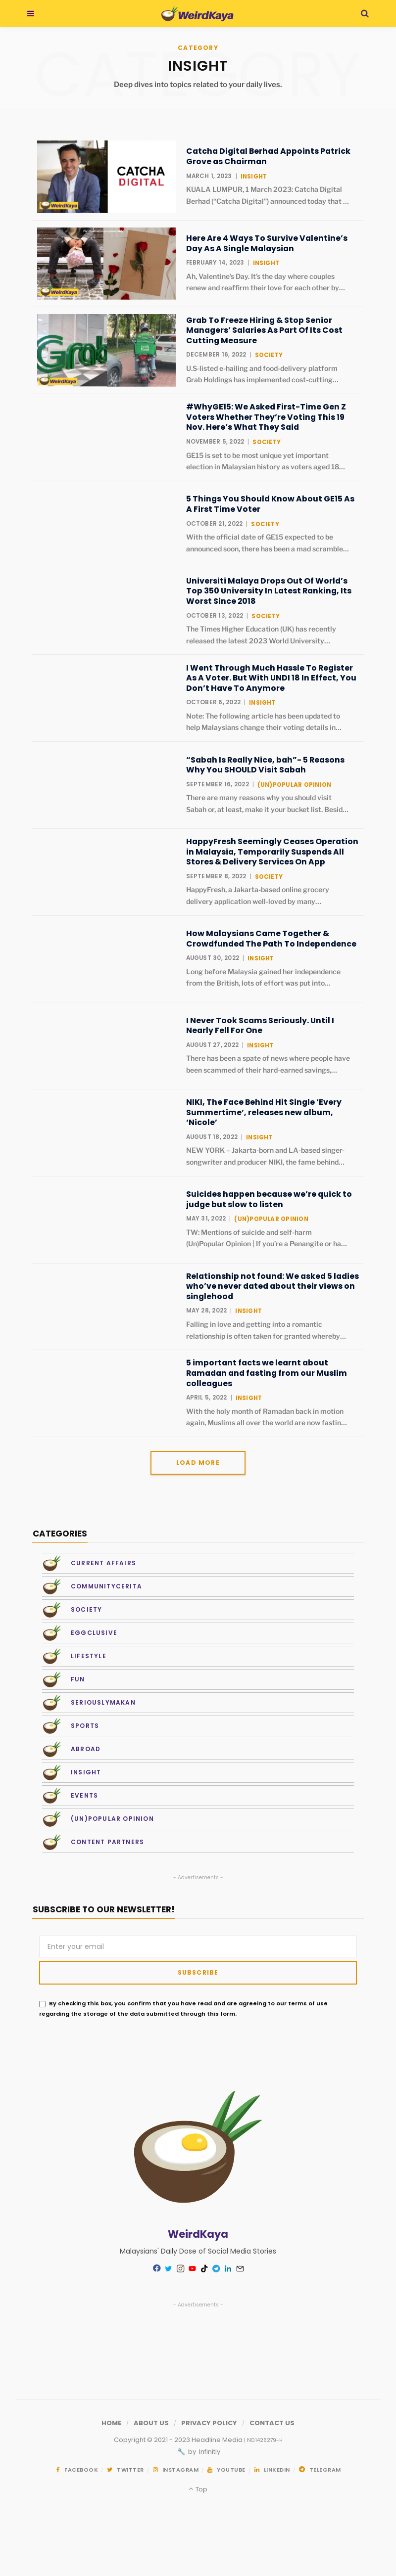 WeirdKaya
CATEGORY
CATEGORY
INSIGHT
Deep dives into topics related to your daily lives.
CATCHA
DIGITAL
WeirdKaya
Catcha Digital Berhad Appoints Patrick
Grove as Chairman
MARCH 1, 2023 | INSIGHT
KUALA LUMPUR, 1 March 2023: Catcha Digital
Berhad (“Catcha Digital”) announced today that ...
WeirdKaya
Here Are 4 Ways To Survive Valentine’s
Day As A Single Malaysian
FEBRUARY 14, 2023 | INSIGHT
Ah, Valentine’s Day. It’s the day where couples
renew and reaffirm their love for each other by...
Grab
WeirdKaya
Grab To Freeze Hiring & Stop Senior
Managers’ Salaries As Part Of Its Cost
Cutting Measure
DECEMBER 16, 2022 | SOCIETY
U.S-listed e-hailing and food-delivery platform
Grab Holdings has implemented cost-cutting...
#WhyGE15: We Asked First-Time Gen Z
Voters Whether They’re Voting This 19
Nov. Here’s What They Said
NOVEMBER 5, 2022 | SOCIETY
GE15 is set to be most unique yet important
election in Malaysian history as voters aged 18...
5 Things You Should Know About GE15 As
A First Time Voter
OCTOBER 21, 2022 | SOCIETY
With the official date of GE15 expected to be
announced soon, there has been a mad scramble...
Universiti Malaya Drops Out Of World’s
Top 350 University In Latest Ranking, Its
Worst Since 2018
OCTOBER 13, 2022 | SOCIETY
The Times Higher Education (UK) has recently
released the latest 2023 World University...
I Went Through Much Hassle To Register
As A Voter. But With UNDI 18 In Effect, You
Don’t Have To Anymore
OCTOBER 6, 2022 | INSIGHT
Note: The following article has been updated to
help Malaysians change their voting details in...
“Sabah Is Really Nice, bah”- 5 Reasons
Why You SHOULD Visit Sabah
SEPTEMBER 16, 2022 | (UN)POPULAR OPINION
There are many reasons why you should visit
Sabah or, at least, make it your bucket list. Besid...
HappyFresh Seemingly Ceases Operation
in Malaysia, Temporarily Suspends All
Stores & Delivery Services On App
SEPTEMBER 8, 2022 | SOCIETY
HappyFresh, a Jakarta-based online grocery
delivery application well-loved by many...
How Malaysians Came Together &
Crowdfunded The Path To Independence
AUGUST 30, 2022 | INSIGHT
Long before Malaysia gained her independence
from the British, lots of effort was put into...
I Never Took Scams Seriously. Until I
Nearly Fell For One
AUGUST 27, 2022 | INSIGHT
There has been a spate of news where people have
been scammed of their hard-earned savings,...
NIKI, The Face Behind Hit Single ‘Every
Summertime’, releases new album,
‘Nicole’
AUGUST 18, 2022 | INSIGHT
NEW YORK – Jakarta-born and LA-based singer-
songwriter and producer NIKI, the fame behind...
Suicides happen because we’re quick to
judge but slow to listen
MAY 31, 2022 | (UN)POPULAR OPINION
TW: Mentions of suicide and self-harm
(Un)Popular Opinion | If you're a Penangite or ha...
Relationship not found: We asked 5 ladies
who’ve never dated about their views on
singlehood
MAY 28, 2022 | INSIGHT
Falling in love and getting into a romantic
relationship is often taken for granted whereby...
5 important facts we learnt about
Ramadan and fasting from our Muslim
colleagues
APRIL 5, 2022 | INSIGHT
With the holy month of Ramadan back in motion
again, Muslims all over the world are now fastin...
LOAD MORE
CATEGORIES
CURRENT AFFAIRS
COMMUNITYCERITA
SOCIETY
EGGCLUSIVE
LIFESTYLE
FUN
SERIOUSLYMAKAN
SPORTS
ABROAD
INSIGHT
EVENTS
(UN)POPULAR OPINION
CONTENT PARTNERS
- Advertisements -
SUBSCRIBE TO OUR NEWSLETTER!
Enter your email
SUBSCRIBE
By checking this box, you confirm that you have read and are agreeing to our terms of use
regarding the storage of the data submitted through this form.
WeirdKaya
Malaysians' Daily Dose of Social Media Stories
- Advertisements -
HOME / ABOUT US / PRIVACY POLICY / CONTACT US
Copyright © 2021 - 2023 Headline Media | NO1426279-H
by Infinitly
FACEBOOK | TWITTER | INSTAGRAM | YOUTUBE | LINKEDIN | TELEGRAM
Top